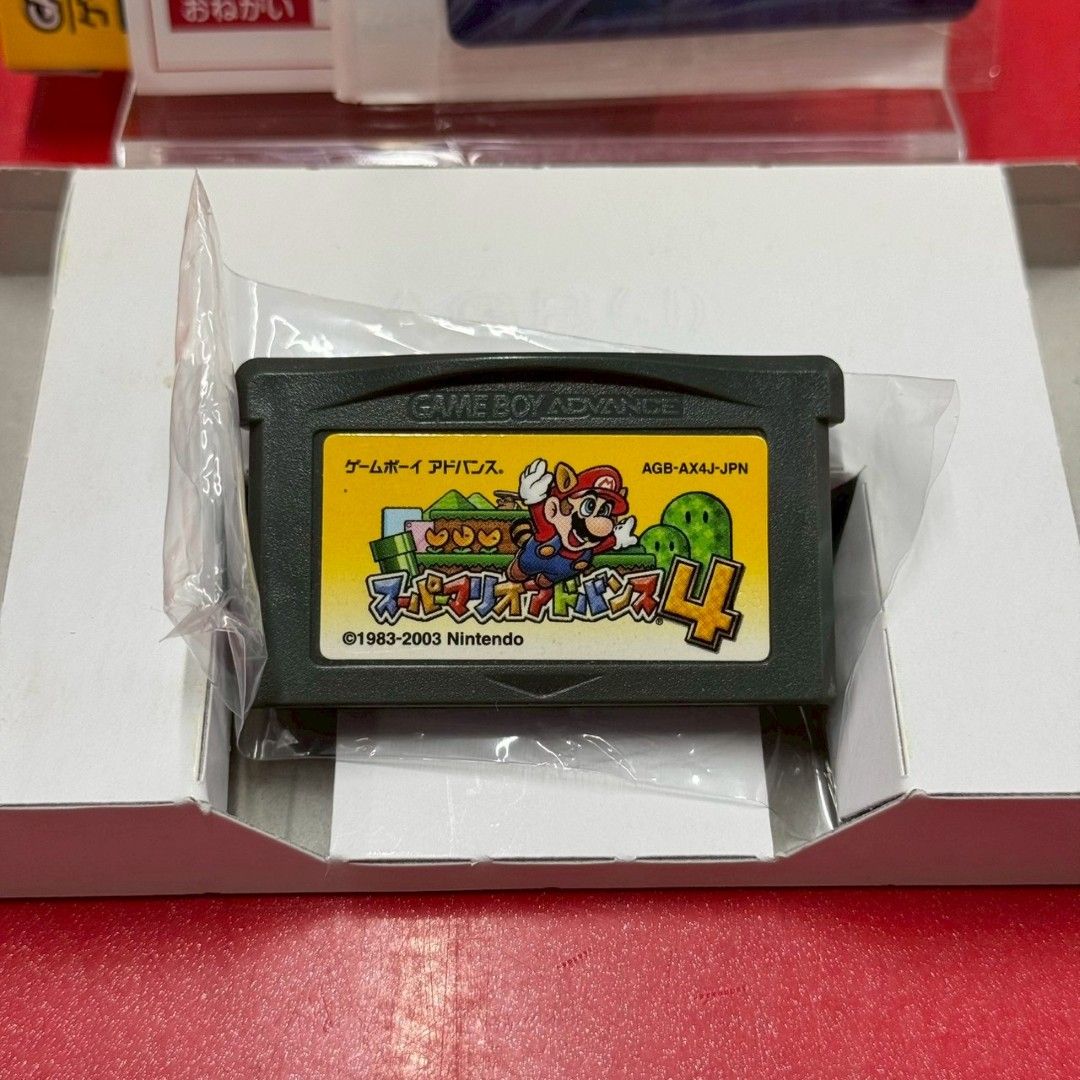 おねがい
GAME BOY ADVANCE
ゲームボーイ アドバンス®
AGB-AX4J-JPN
スーパーマリオアドバンス®4
©1983-2003 Nintendo